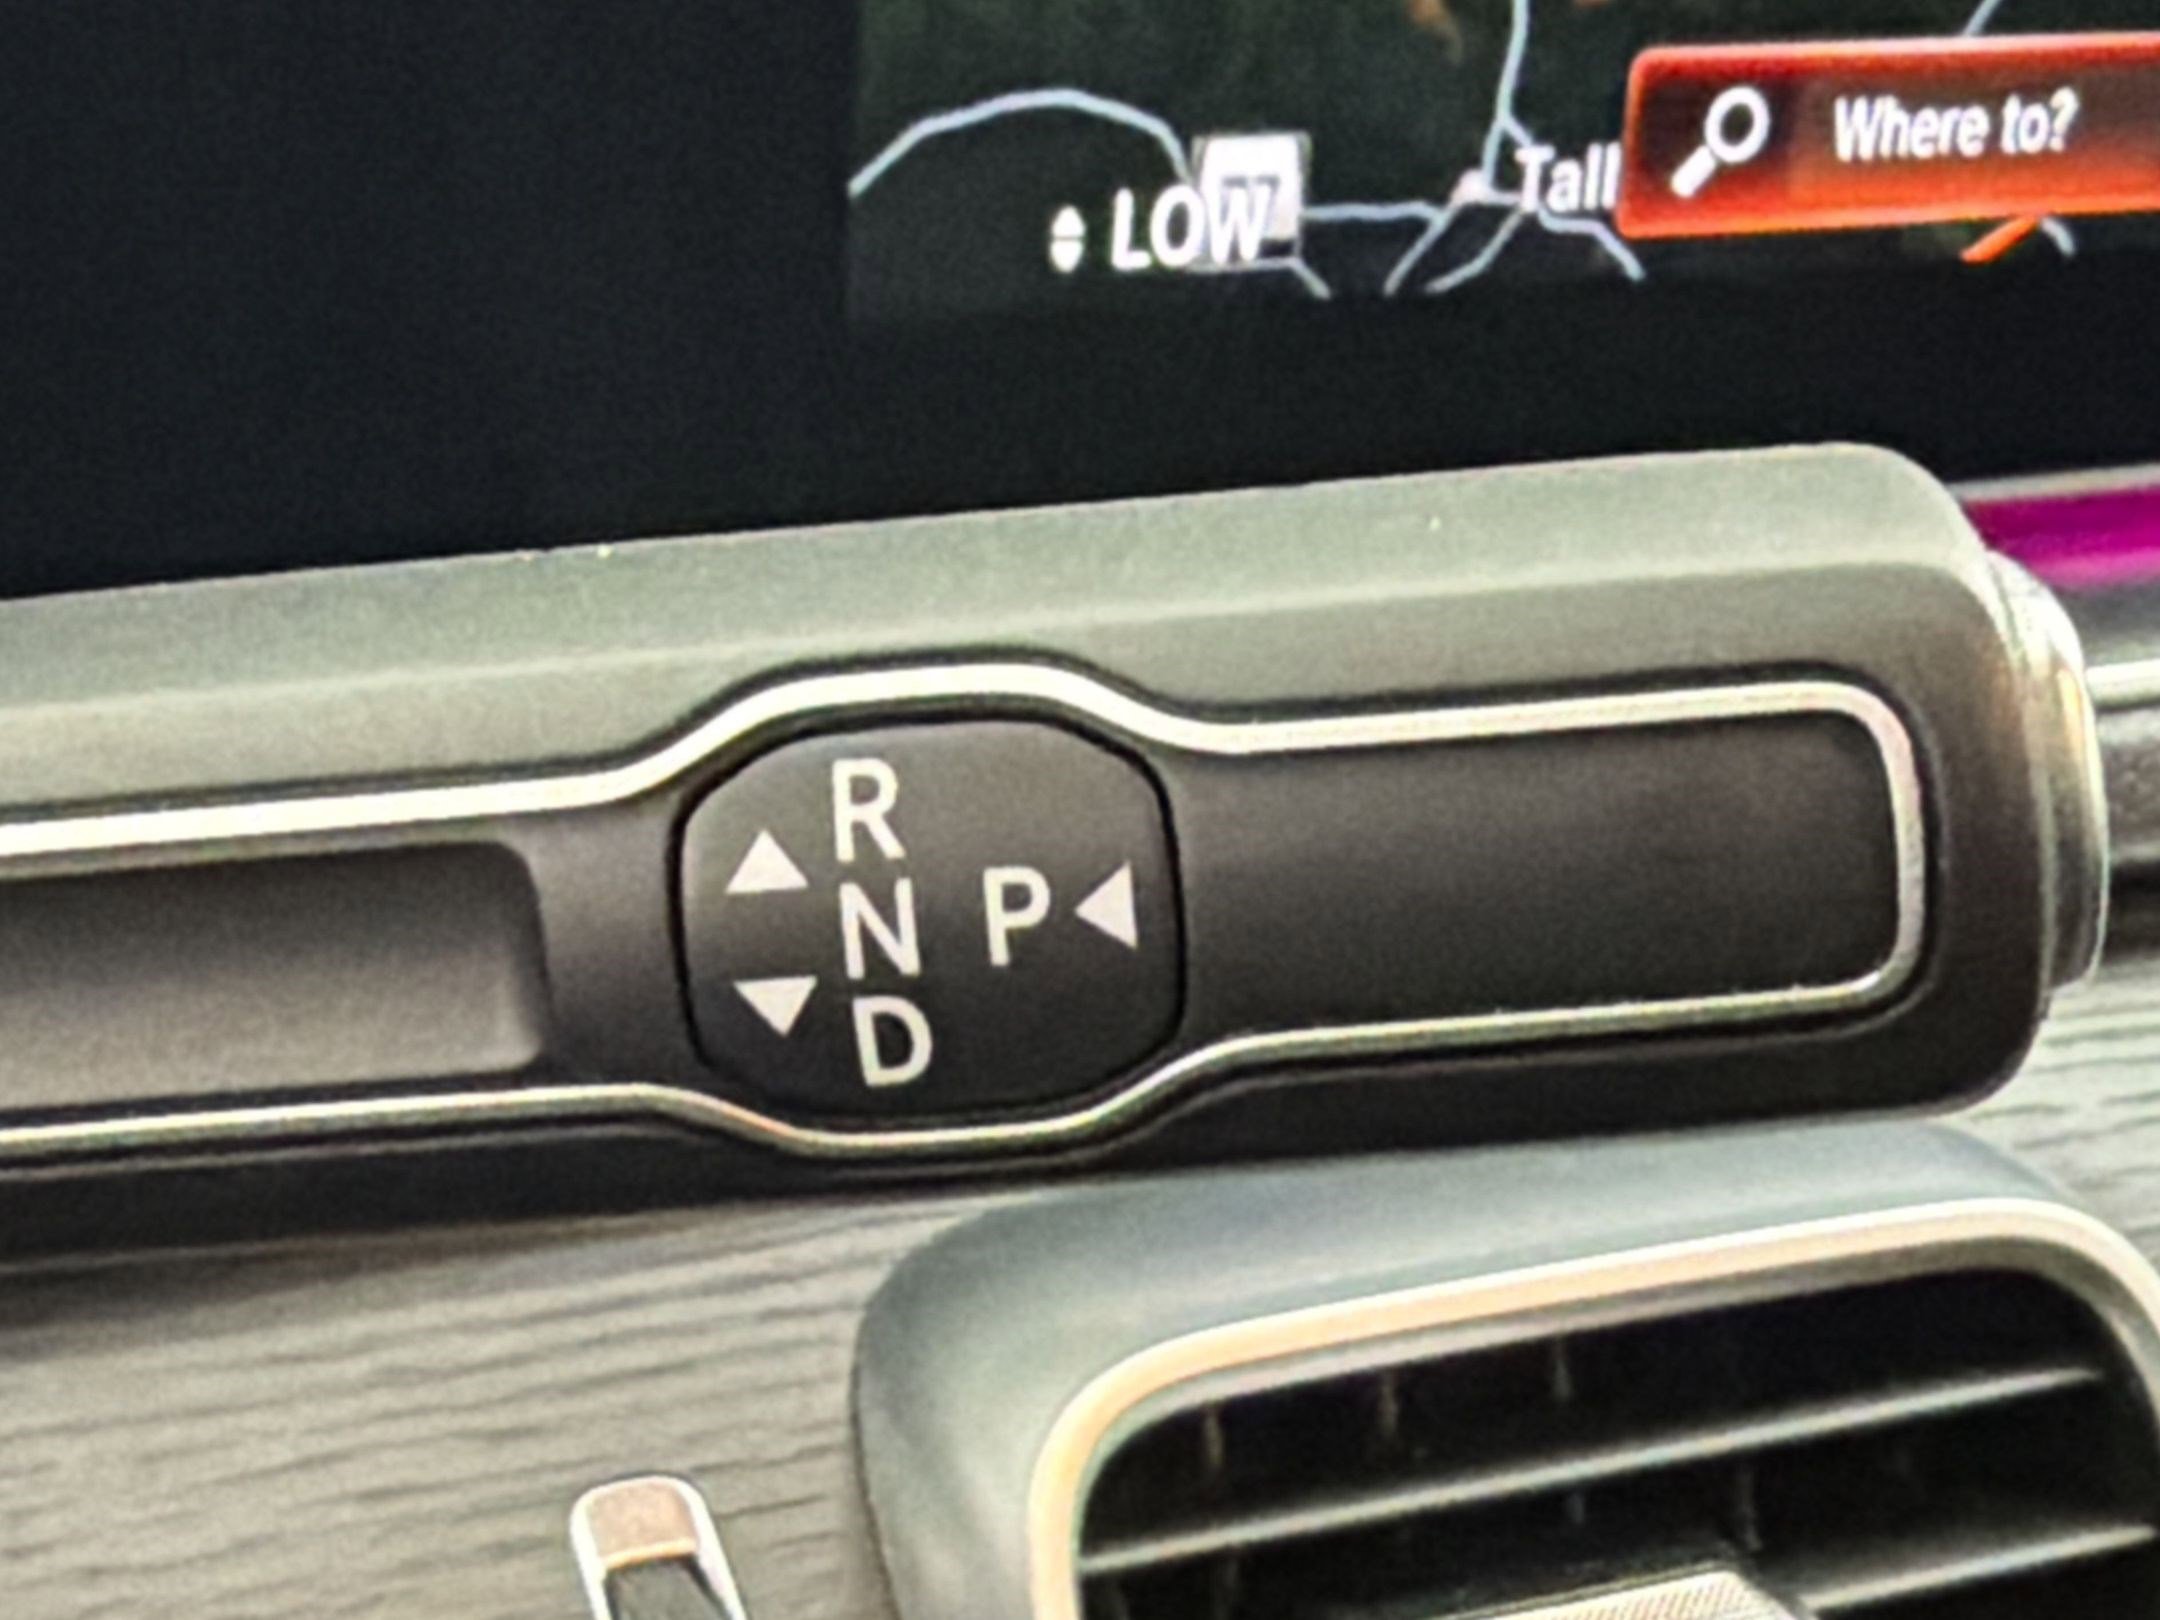 Where to?
Tall
LOW
R
N P
D